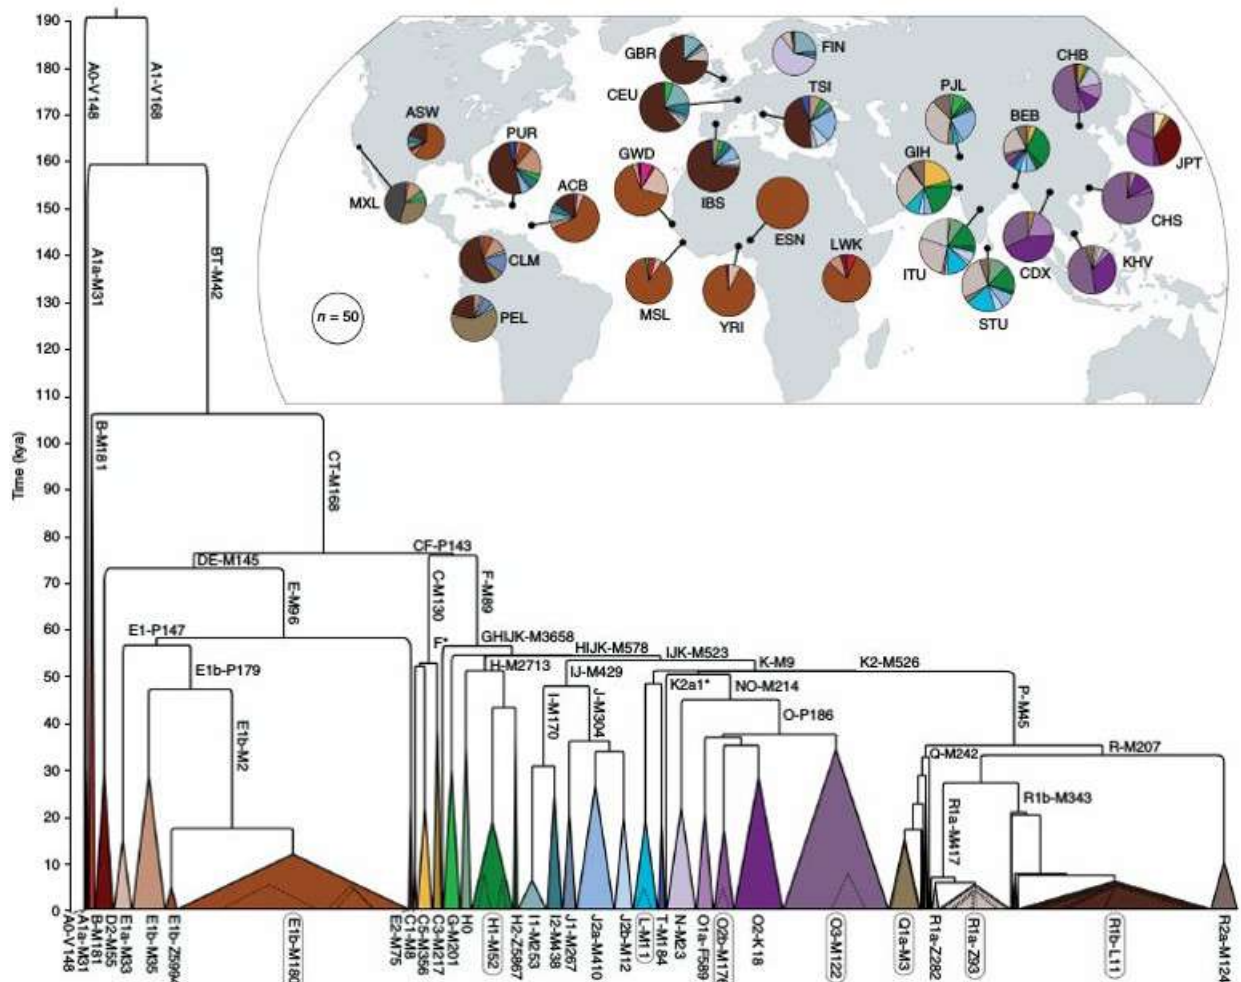 190
180
170
160
150
140
130
120
110
100
90
80
70
60
50
40
30
20
10
0
Time (kya)
GBR
FIN
CEU
TSI
ASW
PUR
GWD
MXL
ACB
IBS
CLM
ESN
LWK
PEL
MSL
YRI
n = 50
PJL
BEB
CHB
GIH
JPT
CHS
ITU
CDX
KHV
STU
A0-V148
A1-V168
A1a-M31
BT-M42
B-M181
CT-M168
CF-P143
DE-M145
E-M96
C-M130
F-M89
E1-P147
F*
GHIJK-M3658
HIJK-M578
IJK-M523
E1b-P179
H-M2713
IJ-M429
K-M9
K2-M526
K2a1*
NO-M214
I-M170
J-M304
P-M45
E1b-M2
O-P186
Q-M242
R-M207
R1a-M417
R1b-M343
A0-V148
A1a-M31
B-M181
D2-M55
E1a-M33
E1b-M35
E1b-Z5994
E1b-M180
E2-M75
C1-M8
C5-M356
C3-M217
G-M201
H0
H1-M52
H2-Z5867
I1-M253
I2-M438
J1-M267
J2a-M410
J2b-M12
L-M11
T-M184
N-M23
O1a-F589
O2b-M176
O2-K18
O3-M122
Q1a-M3
R1a-Z282
R1a-Z93
R1b-L11
R2a-M124